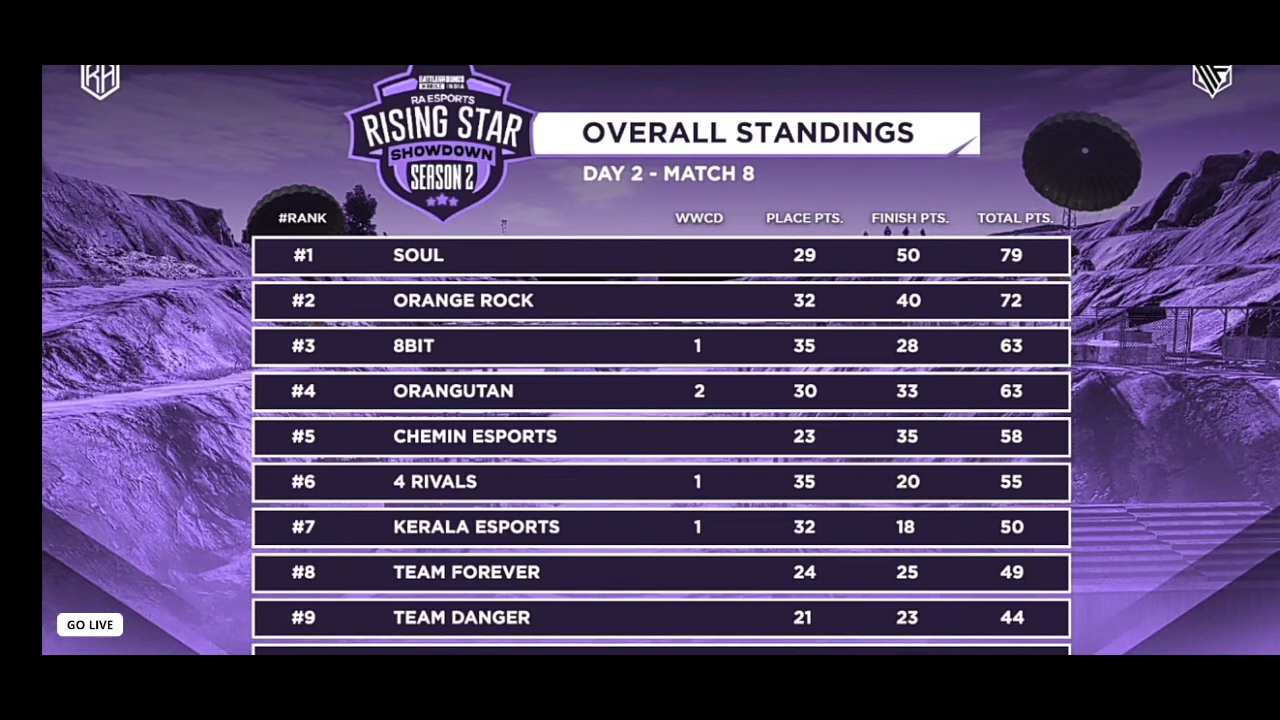 BATTLEGROUNDS
MOBILE INDIA
RA ESPORTS
RISING STAR
SHOWDOWN
SEASON 2
OVERALL STANDINGS
DAY 2 - MATCH 8
#RANK WWCD PLACE PTS. FINISH PTS. TOTAL PTS.
#1 SOUL 29 50 79
#2 ORANGE ROCK 32 40 72
#3 8BIT 1 35 28 63
#4 ORANGUTAN 2 30 33 63
#5 CHEMIN ESPORTS 23 35 58
#6 4 RIVALS 1 35 20 55
#7 KERALA ESPORTS 1 32 18 50
#8 TEAM FOREVER 24 25 49
#9 TEAM DANGER 21 23 44
GO LIVE